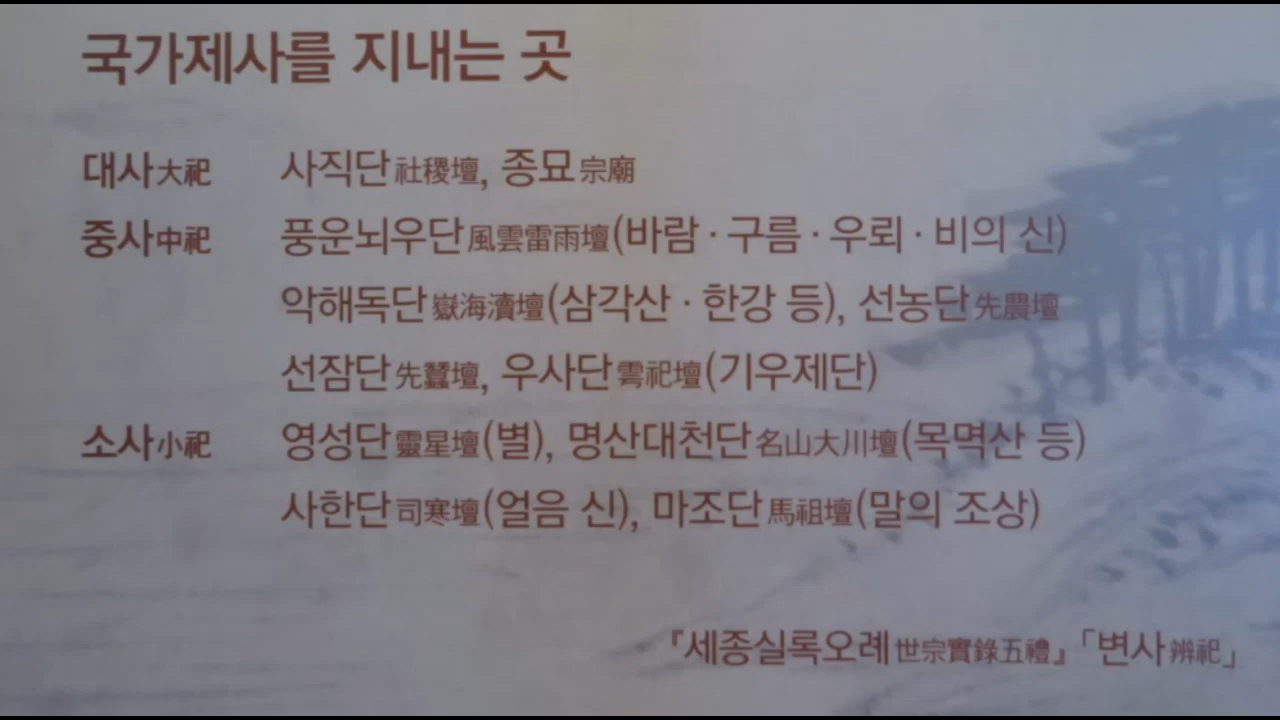 국가제사를 지내는 곳
대사大祀 사직단社稷壇, 종묘宗廟
중사中祀 풍운뇌우단風雲雷雨壇(바람·구름·우뢰·비의 신)
악해독단嶽海瀆壇(삼각산·한강 등), 선농단先農壇
선잠단先蠶壇, 우사단雩祀壇(기우제단)
소사小祀 영성단靈星壇(별), 명산대천단名山大川壇(목멱산 등)
사한단司寒壇(얼음 신), 마조단馬祖壇(말의 조상)
『세종실록오례世宗實錄五禮』「변사辨祀」